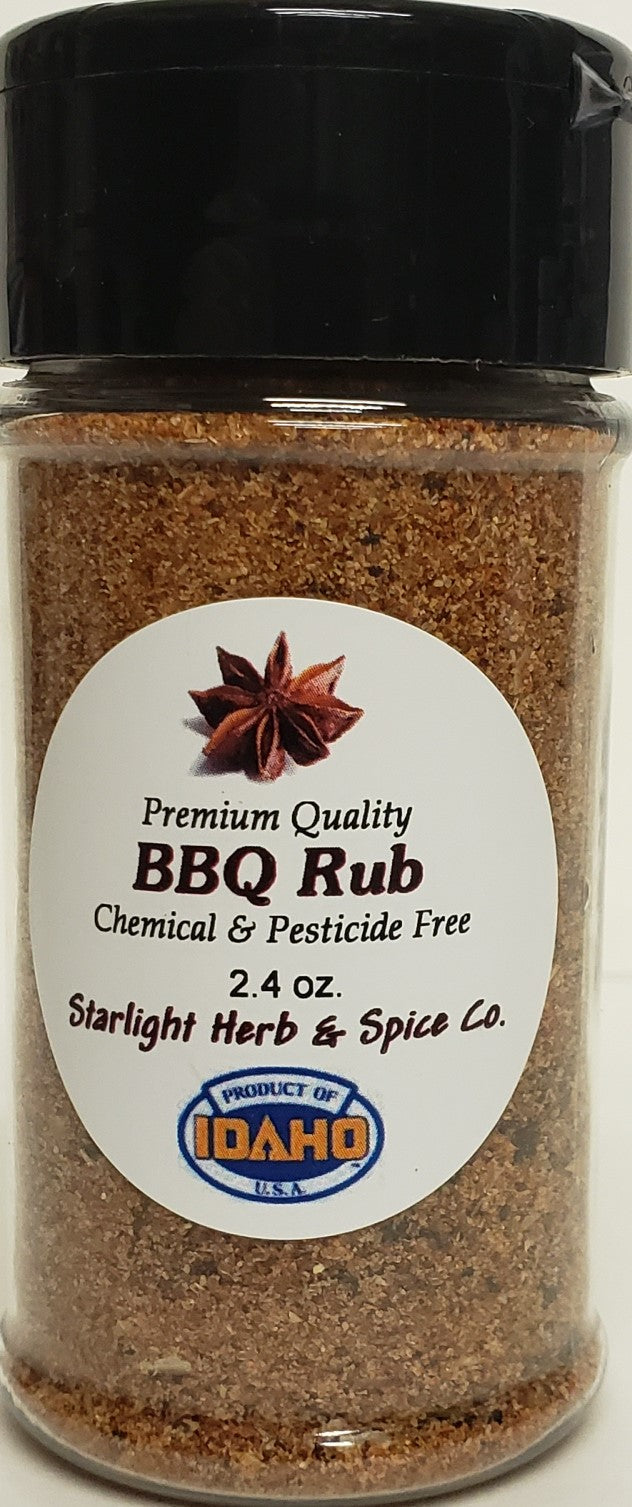 Premium Quality
BBQ Rub
Chemical & Pesticide Free
2.4 oz.
Starlight Herb & Spice Co.
PRODUCT OF
IDAHO
U.S.A.